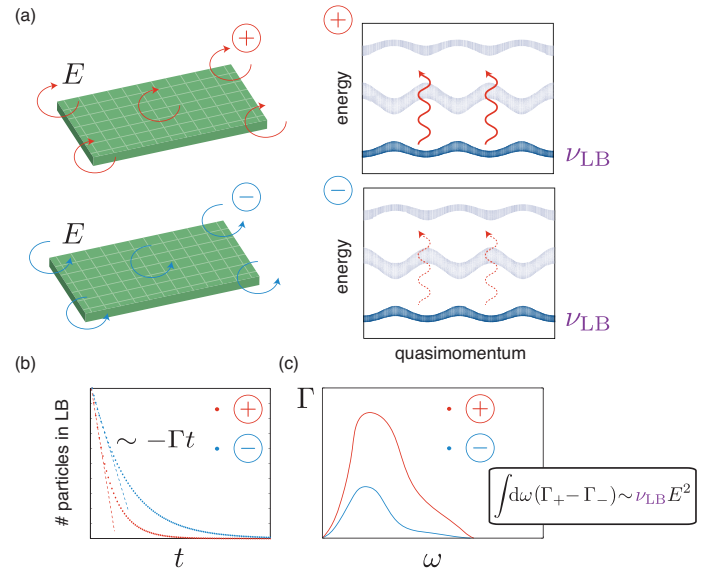 (a)
E
+
+
energy
ν_LB
E
−
−
energy
ν_LB
quasimomentum
(b)
# particles in LB
∼ −Γt
+
−
t
(c)
Γ
+
−
ω
∫dω(Γ₊−Γ₋)∼ν_LB E²